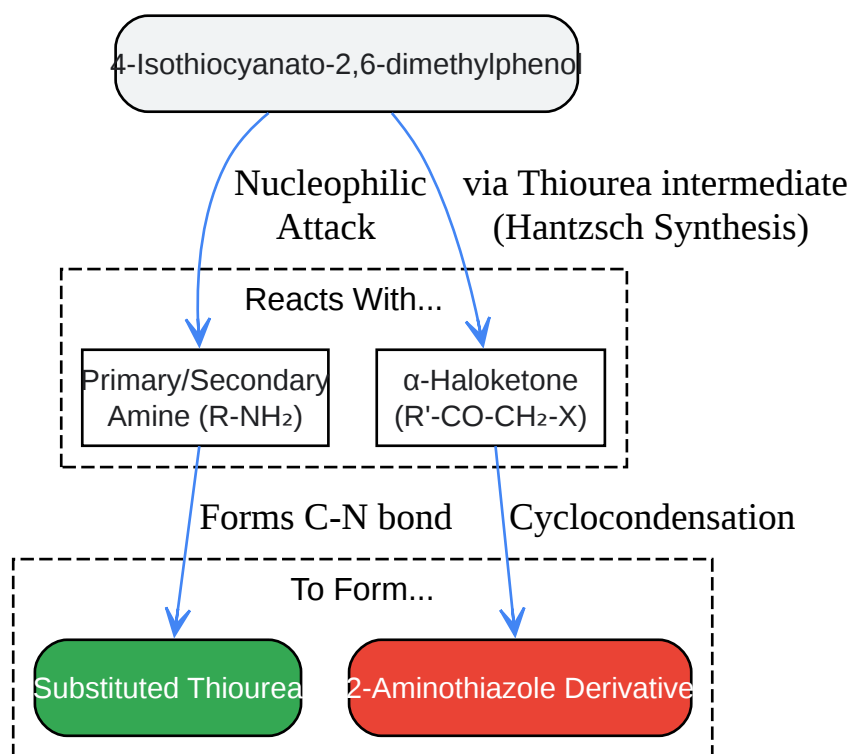 4-Isothiocyanato-2,6-dimethylphenol
Nucleophilic
Attack
via Thiourea intermediate
(Hantzsch Synthesis)
Reacts With...
Primary/Secondary
Amine (R-NH₂)
α-Haloketone
(R'-CO-CH₂-X)
Forms C-N bond
Cyclocondensation
To Form...
Substituted Thiourea
2-Aminothiazole Derivative